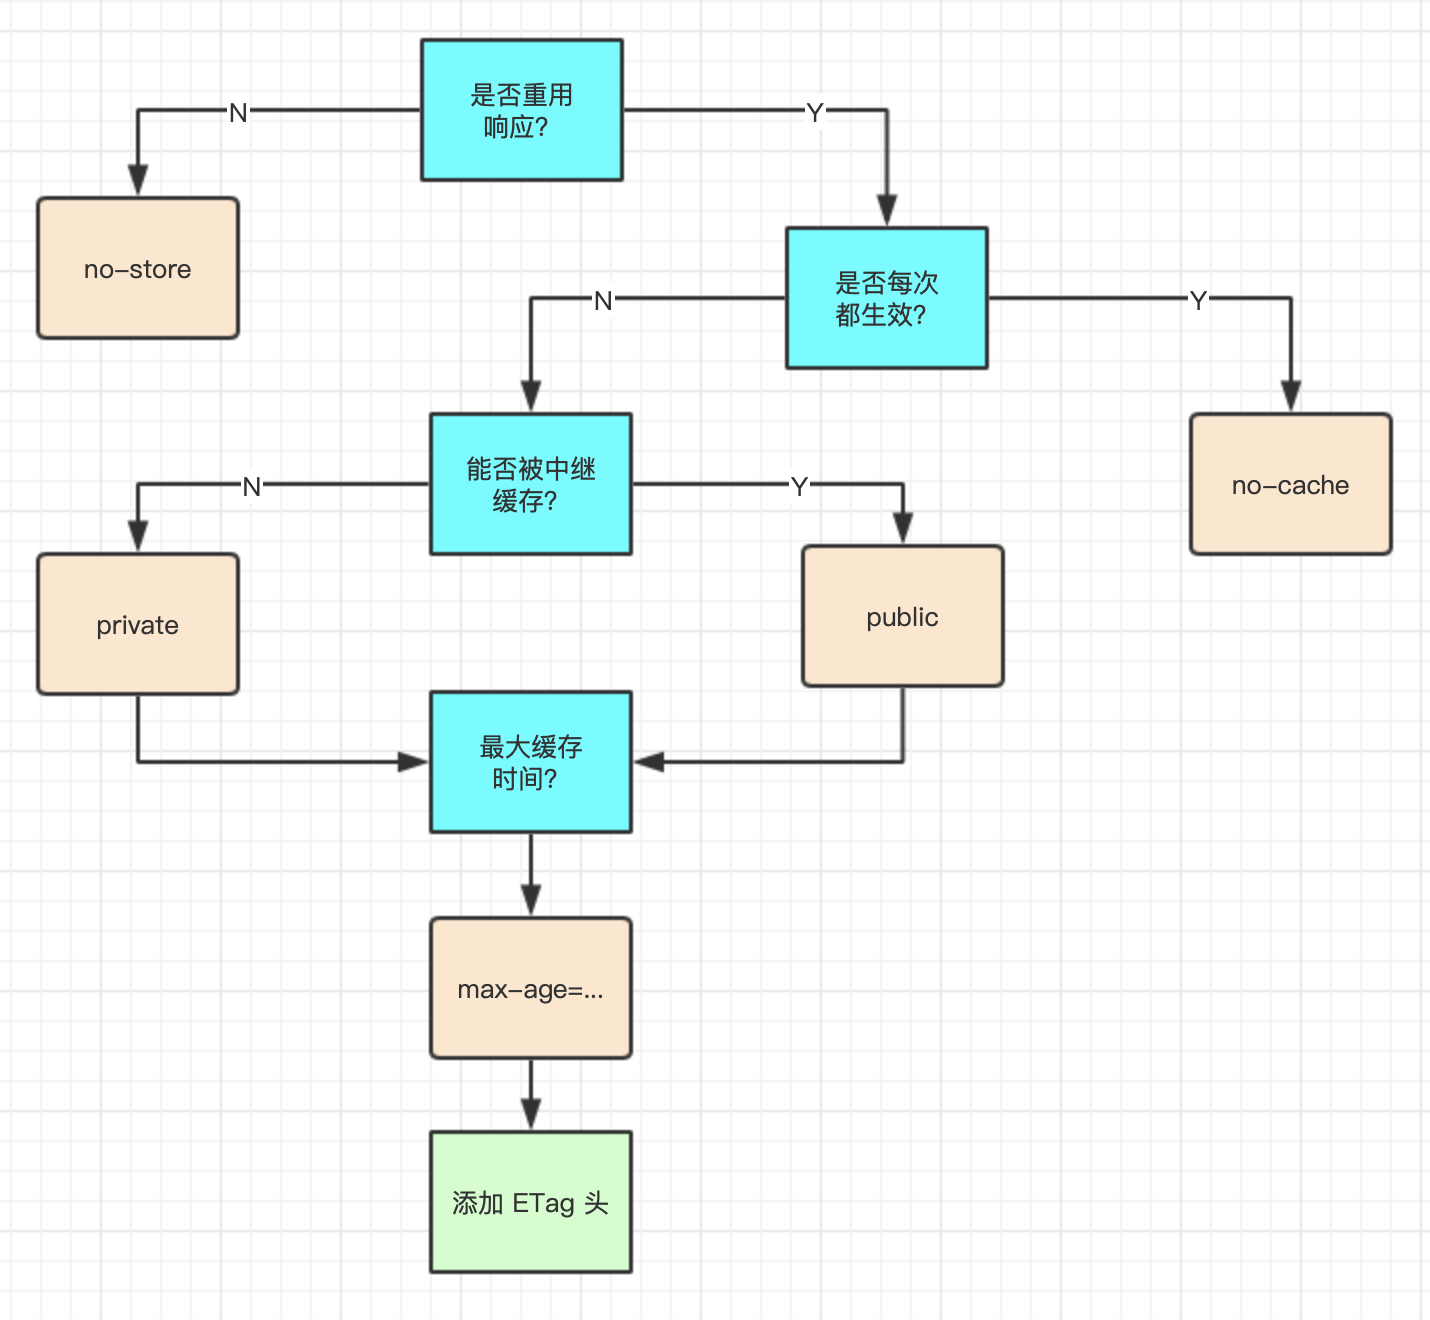 是否重用
响应?
N
Y
no-store
是否每次
都生效?
N
Y
能否被中继
缓存?
N
Y
no-cache
private
public
最大缓存
时间?
max-age=...
添加 ETag 头